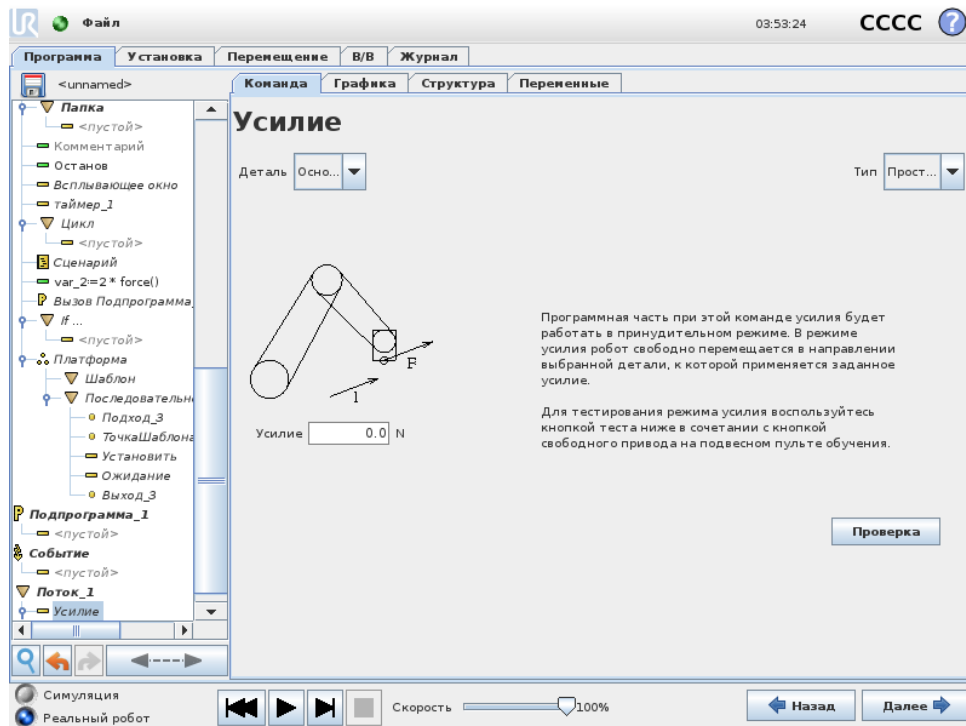 UR Файл 03:53:24 CCCC ?
Программа Установка Перемещение В/В Журнал
<unnamed>
Команда Графика Структура Переменные
Папка
<пустой>
Комментарий
Останов
Всплывающее окно
таймер_1
Цикл
<пустой>
Сценарий
var_2:=2 * force()
Вызов Подпрограмма_
If ...
<пустой>
Платформа
Шаблон
Последовательн
Подход_3
ТочкаШаблона
Установить
Ожидание
Выход_3
Подпрограмма_1
<пустой>
Событие
<пустой>
Поток_1
Усилие
Усилие
Деталь Осно...
Тип Прост...
F
1
Усилие 0.0 N
Программная часть при этой команде усилия будет
работать в принудительном режиме. В режиме
усилия робот свободно перемещается в направлении
выбранной детали, к которой применяется заданное
усилие.
Для тестирования режима усилия воспользуйтесь
кнопкой теста ниже в сочетании с кнопкой
свободного привода на подвесном пульте обучения.
Проверка
Симуляция
Реальный робот
Скорость 100%
Назад Далее